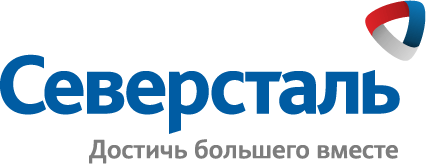 Северсталь
Достичь большего вместе